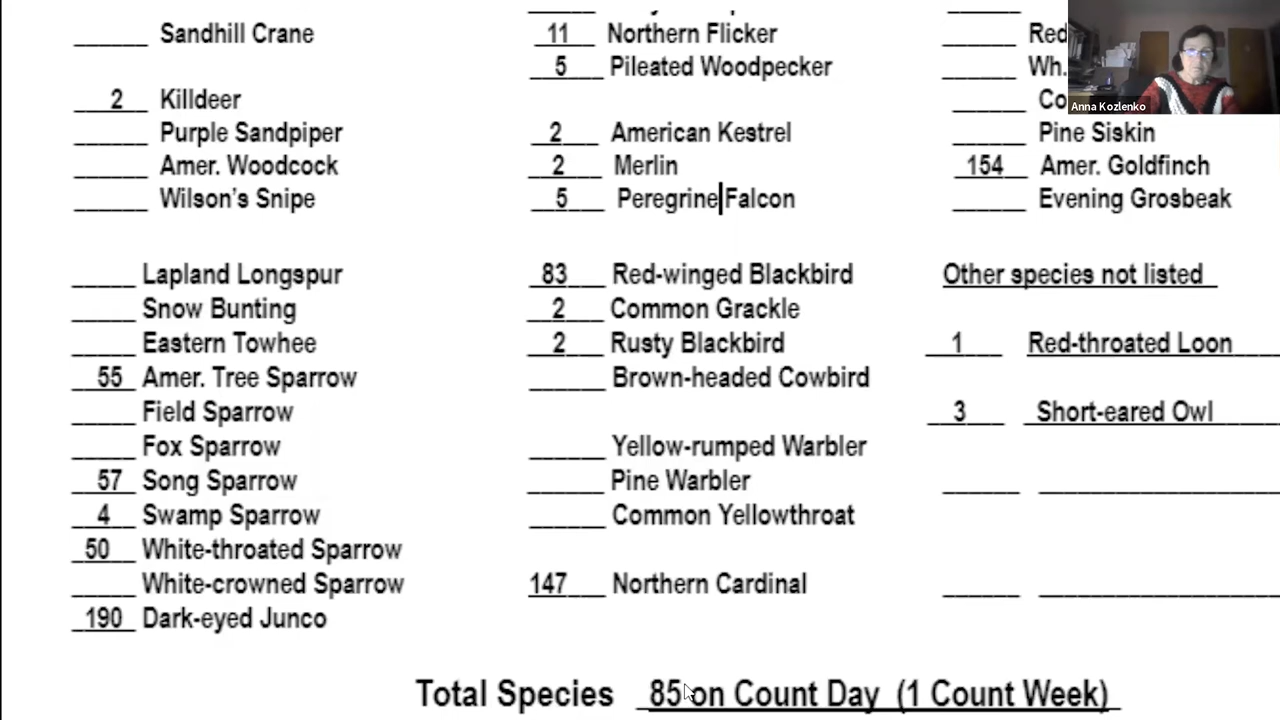 Sandhill Crane
2 Killdeer
Purple Sandpiper
Amer. Woodcock
Wilson's Snipe
Lapland Longspur
Snow Bunting
Eastern Towhee
55 Amer. Tree Sparrow
Field Sparrow
Fox Sparrow
57 Song Sparrow
4 Swamp Sparrow
50 White-throated Sparrow
White-crowned Sparrow
190 Dark-eyed Junco
11 Northern Flicker
5 Pileated Woodpecker
2 American Kestrel
2 Merlin
5 Peregrine Falcon
83 Red-winged Blackbird
2 Common Grackle
2 Rusty Blackbird
Brown-headed Cowbird
Yellow-rumped Warbler
Pine Warbler
Common Yellowthroat
147 Northern Cardinal
Red
Wh.
Co
Pine Siskin
154 Amer. Goldfinch
Evening Grosbeak
Other species not listed
1 Red-throated Loon
3 Short-eared Owl
Total Species 85 on Count Day (1 Count Week)
Anna Kozlenko